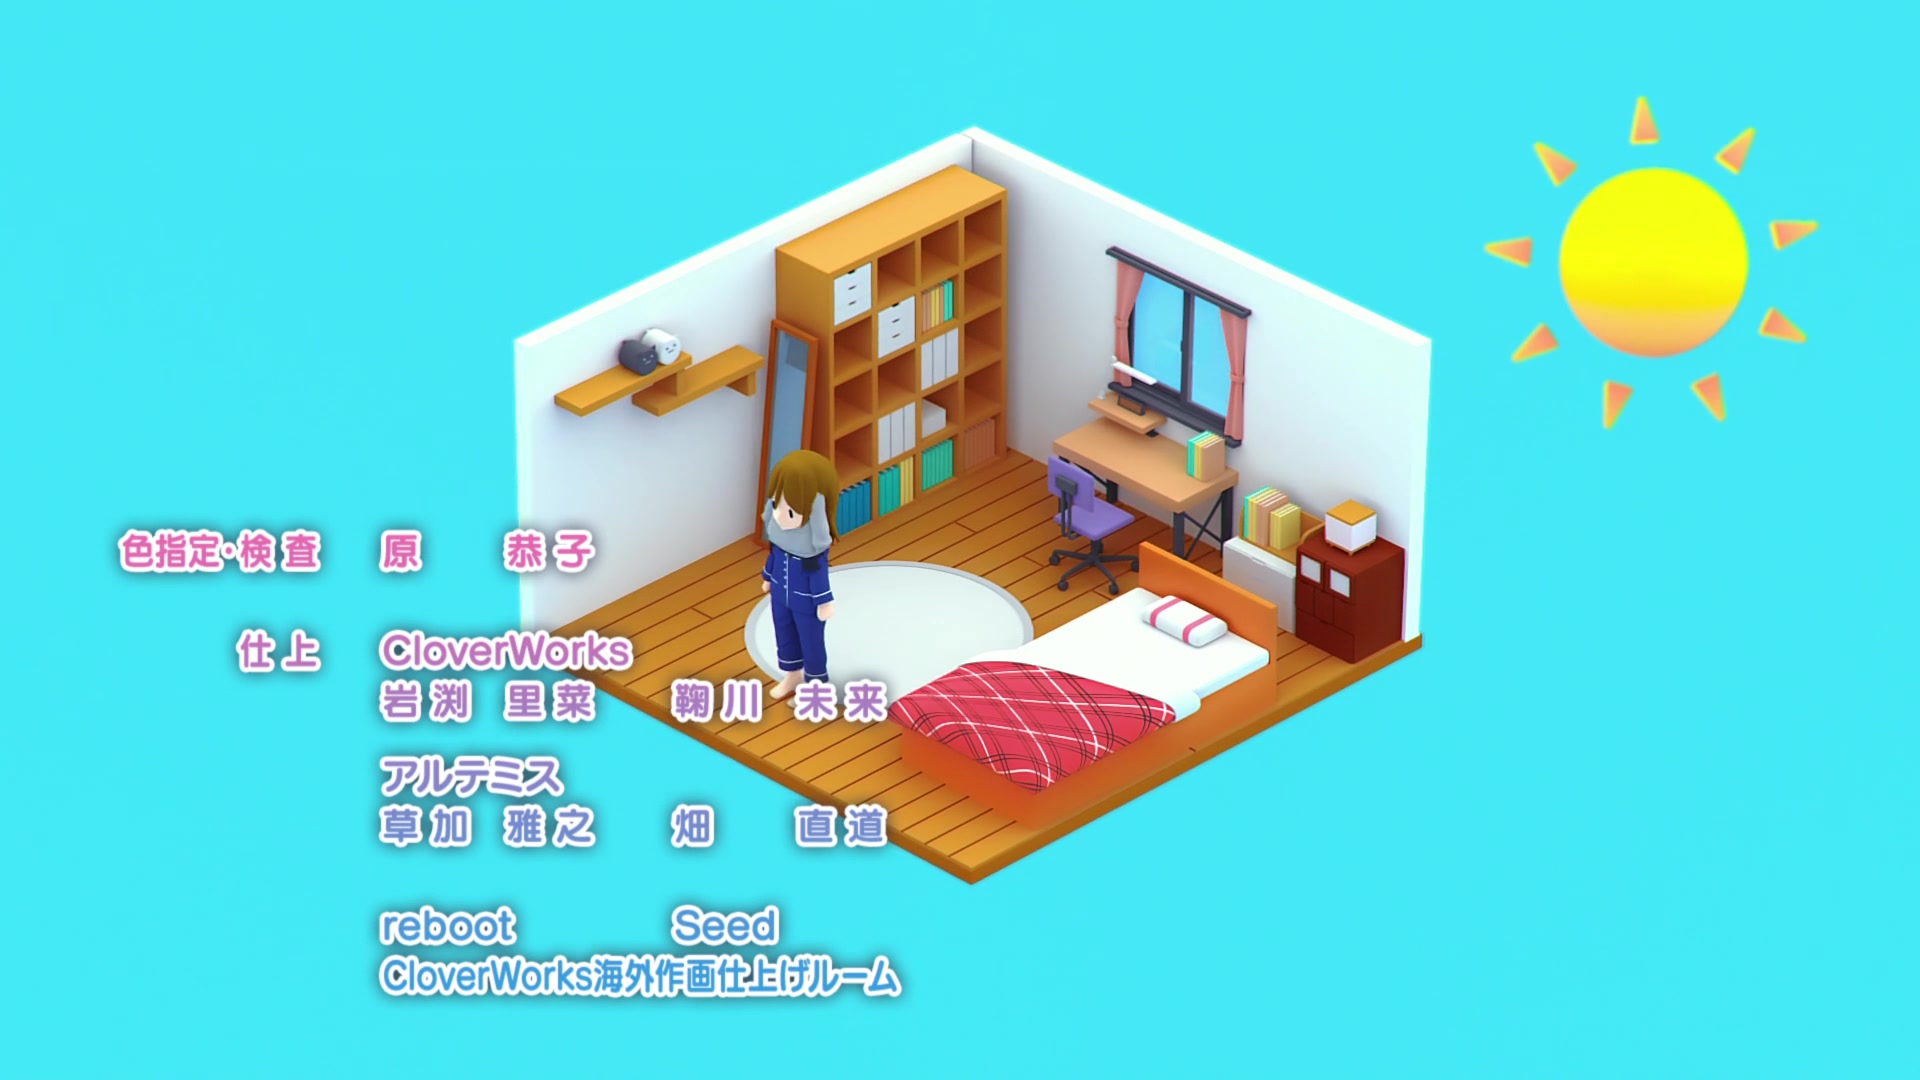 色指定・検査 原 恭子
仕上 CloverWorks
岩渕 里菜 鞠川 未来
アルテミス
草加 雅之 畑 直道
reboot Seed
CloverWorks海外作画仕上げルーム